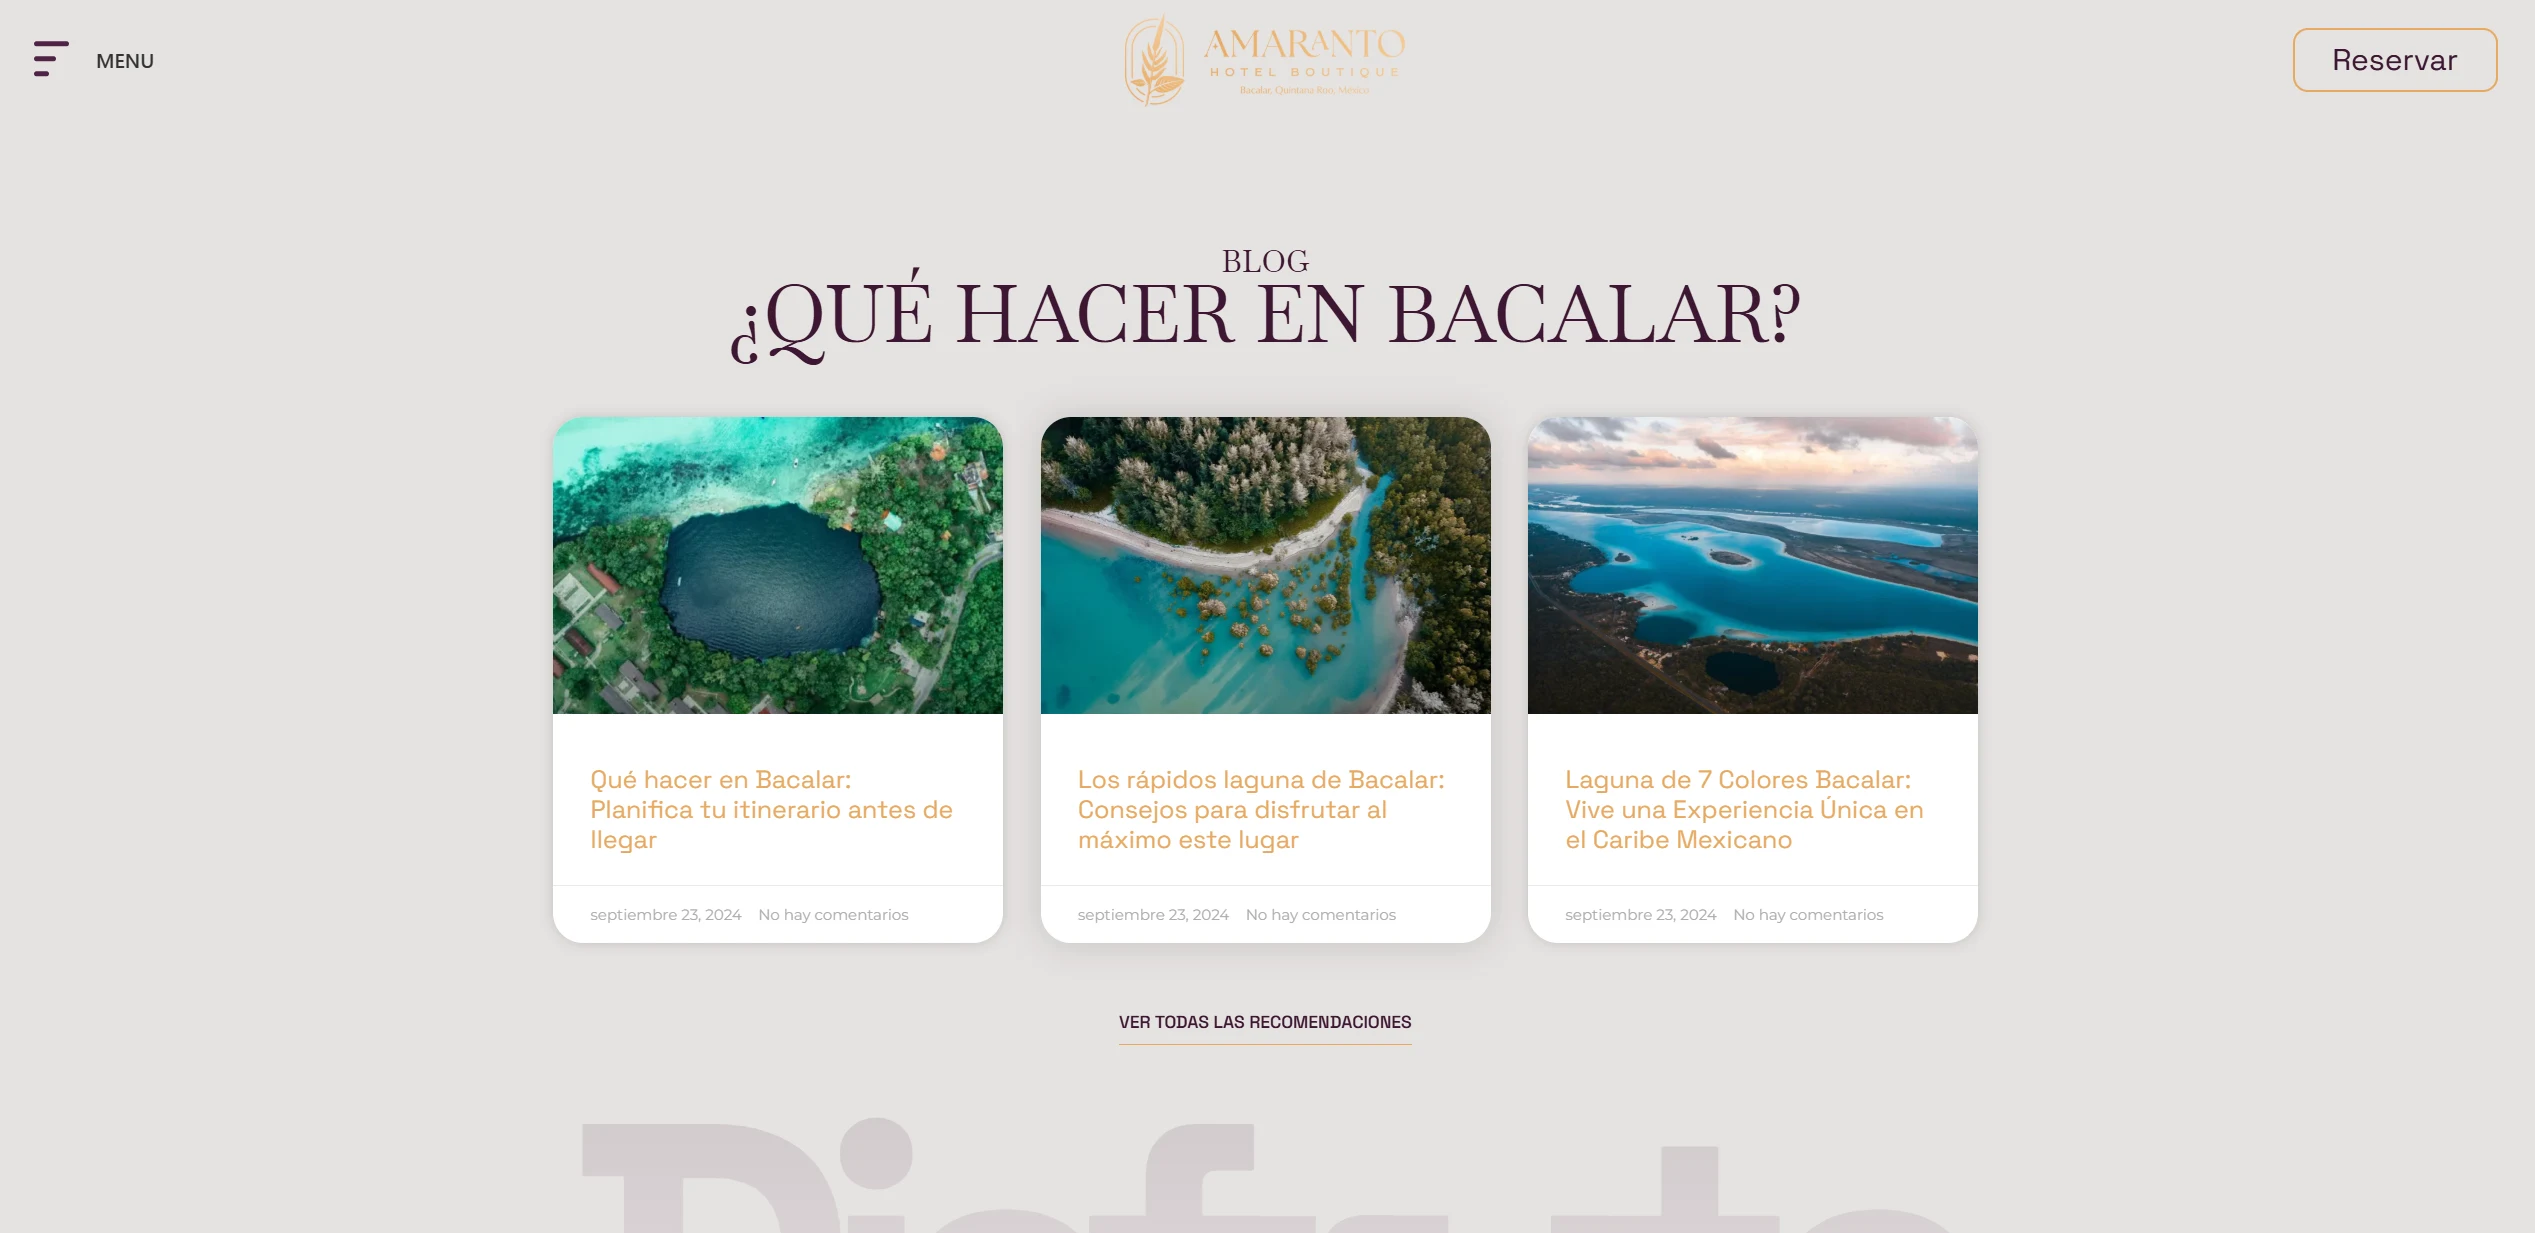 MENU
AMARANTO
HOTEL BOUTIQUE
Bacalar, Quintana Roo, México
Reservar
BLOG
¿QUÉ HACER EN BACALAR?
Qué hacer en Bacalar:
Planifica tu itinerario antes de
llegar
septiembre 23, 2024 No hay comentarios
Los rápidos laguna de Bacalar:
Consejos para disfrutar al
máximo este lugar
septiembre 23, 2024 No hay comentarios
Laguna de 7 Colores Bacalar:
Vive una Experiencia Única en
el Caribe Mexicano
septiembre 23, 2024 No hay comentarios
VER TODAS LAS RECOMENDACIONES